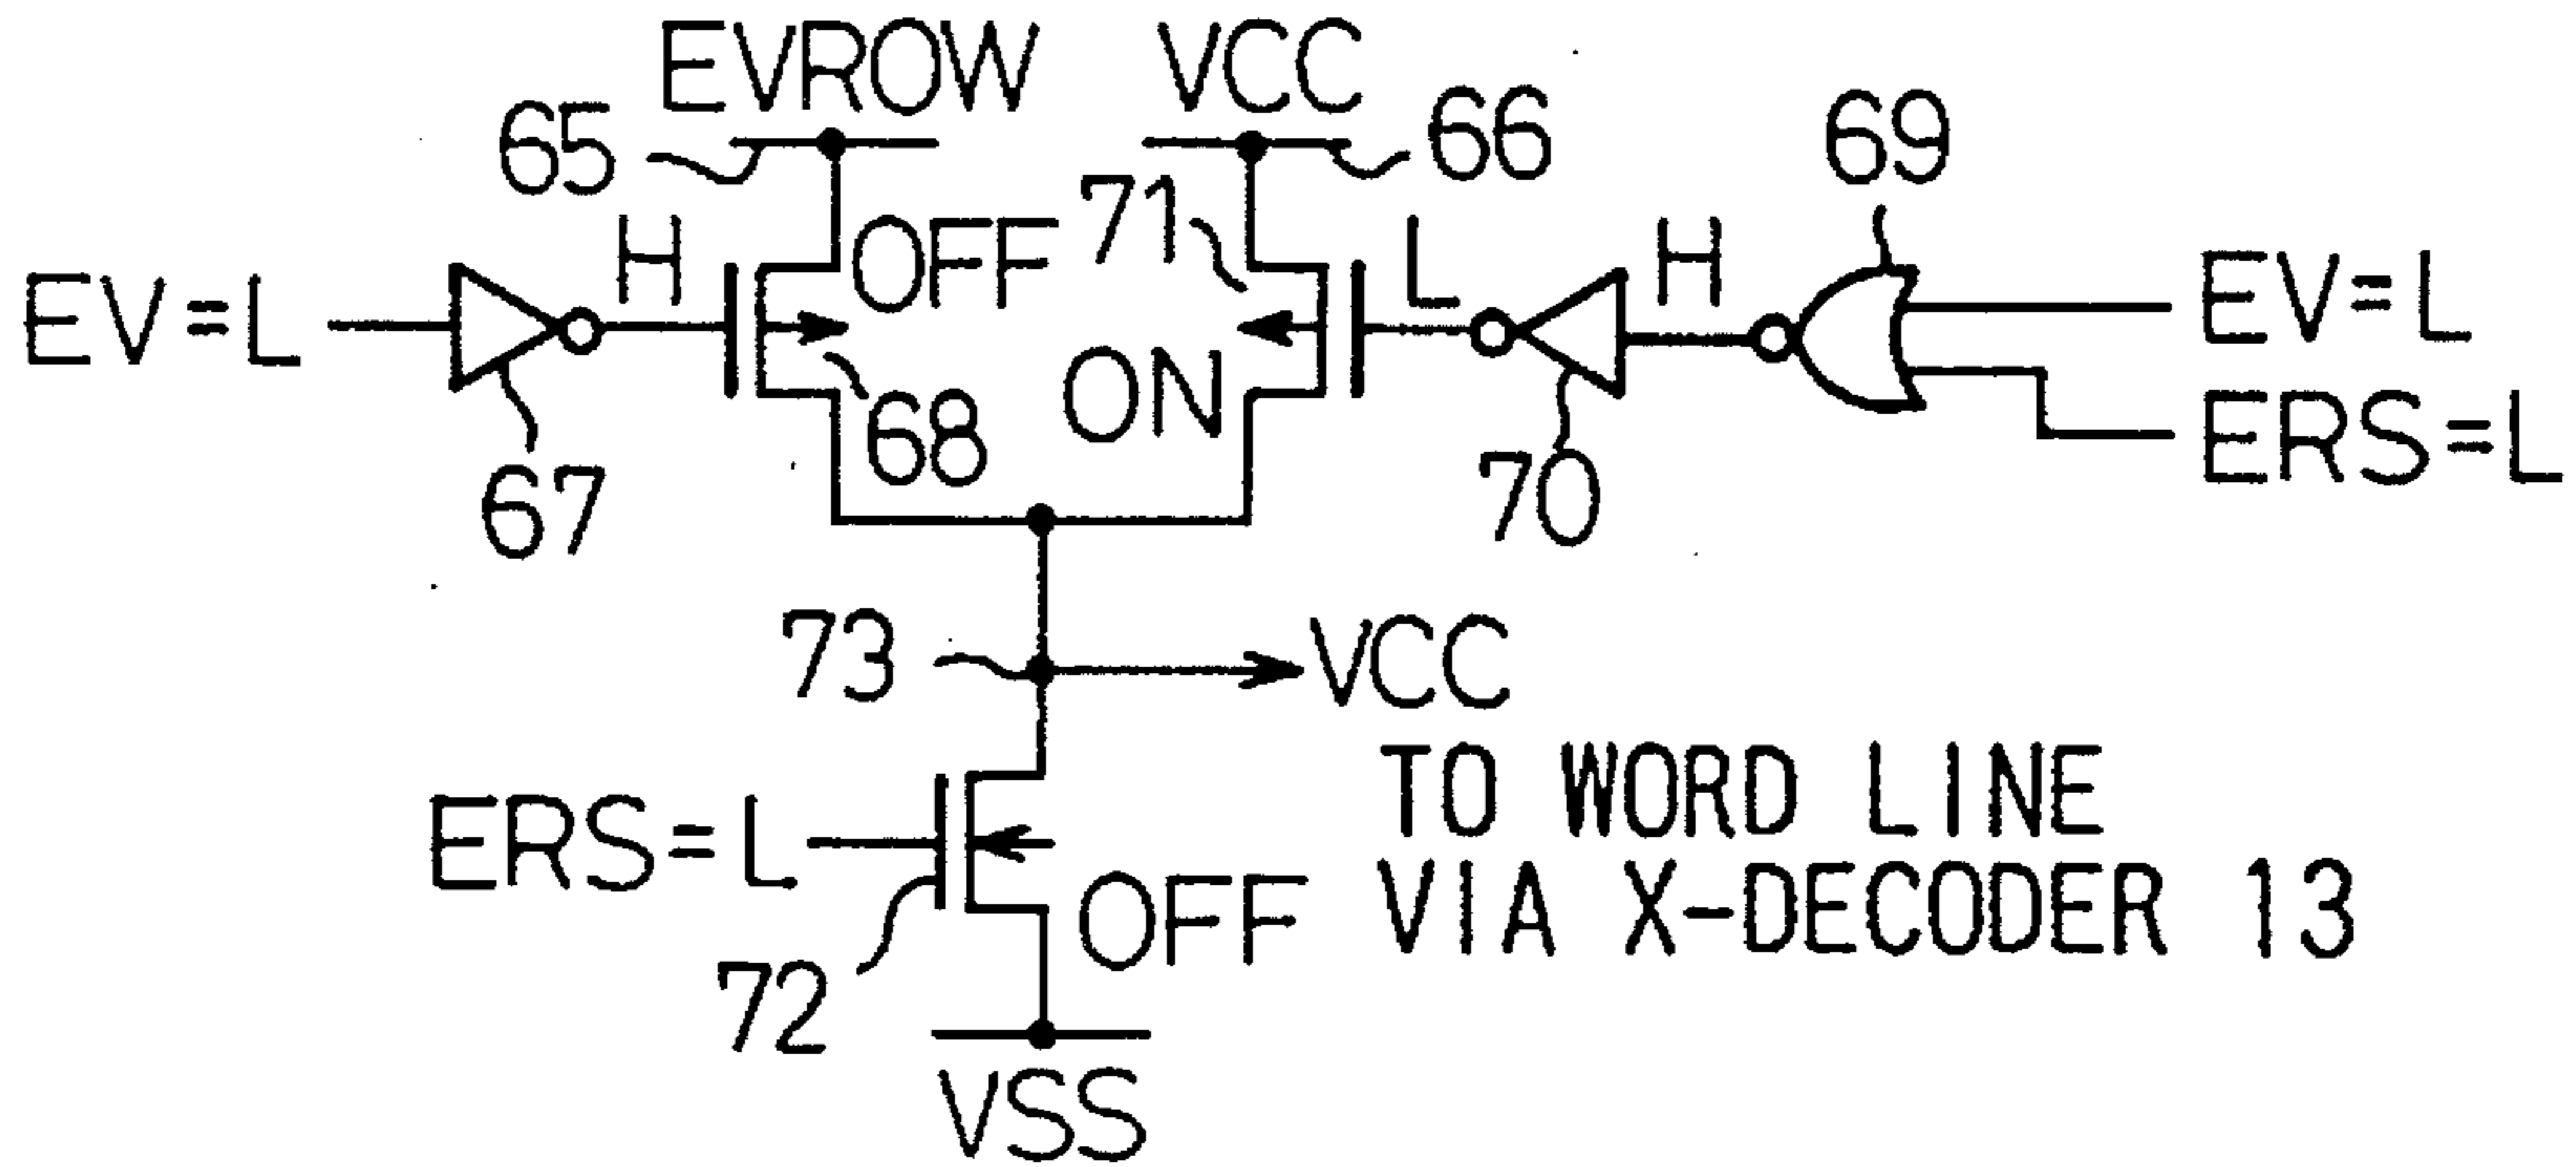 EVROW
VCC
65
66
69
71
H
OFF
L
H
EV=L
EV=L
ON
68
ERS=L
67
70
73
VCC
TO WORD LINE
VIA X-DECODER 13
ERS=L
OFF
72
VSS